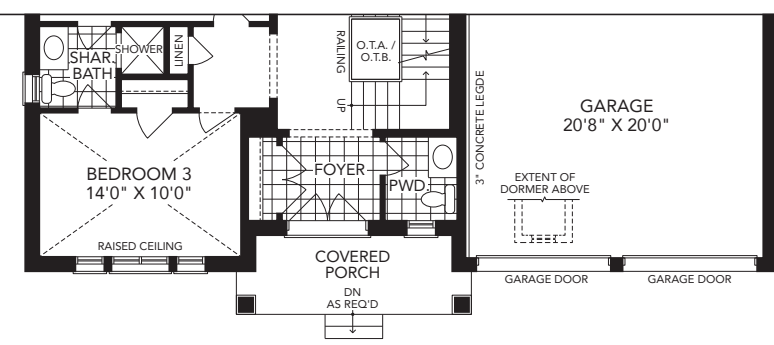 SHAR.
BATH
SHOWER
LINEN
RAILING
O.T.A. /
O.T.B.
UP
BEDROOM 3
14'0" X 10'0"
RAISED CEILING
FOYER
PWD.
COVERED
PORCH
DN
AS REQ'D
3" CONCRETE LEGDE
GARAGE
20'8" X 20'0"
EXTENT OF
DORMER ABOVE
GARAGE DOOR
GARAGE DOOR